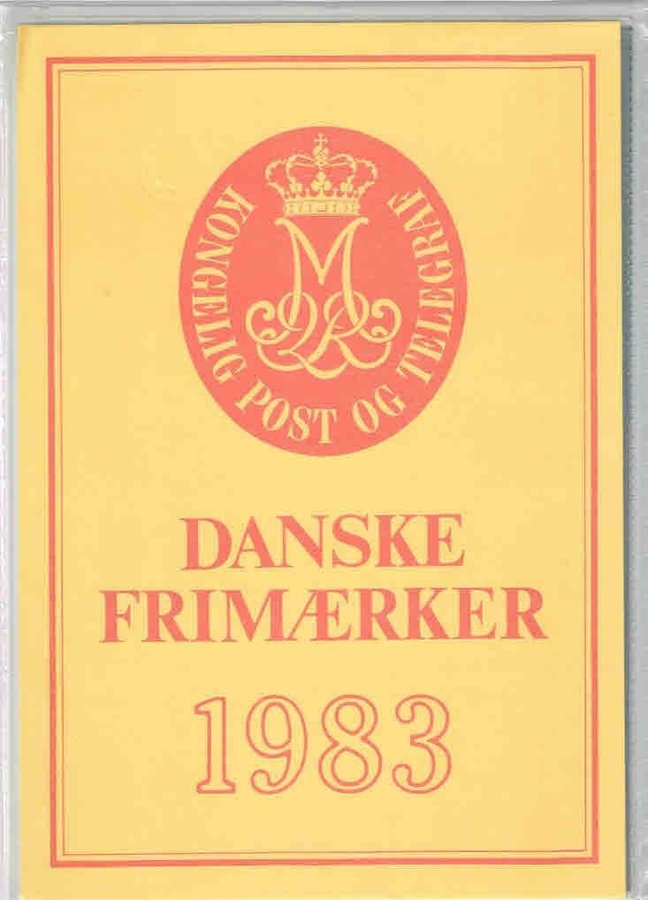 KONGELIG POST OG TELEGRAF
DANSKE
FRIMÆRKER
1983